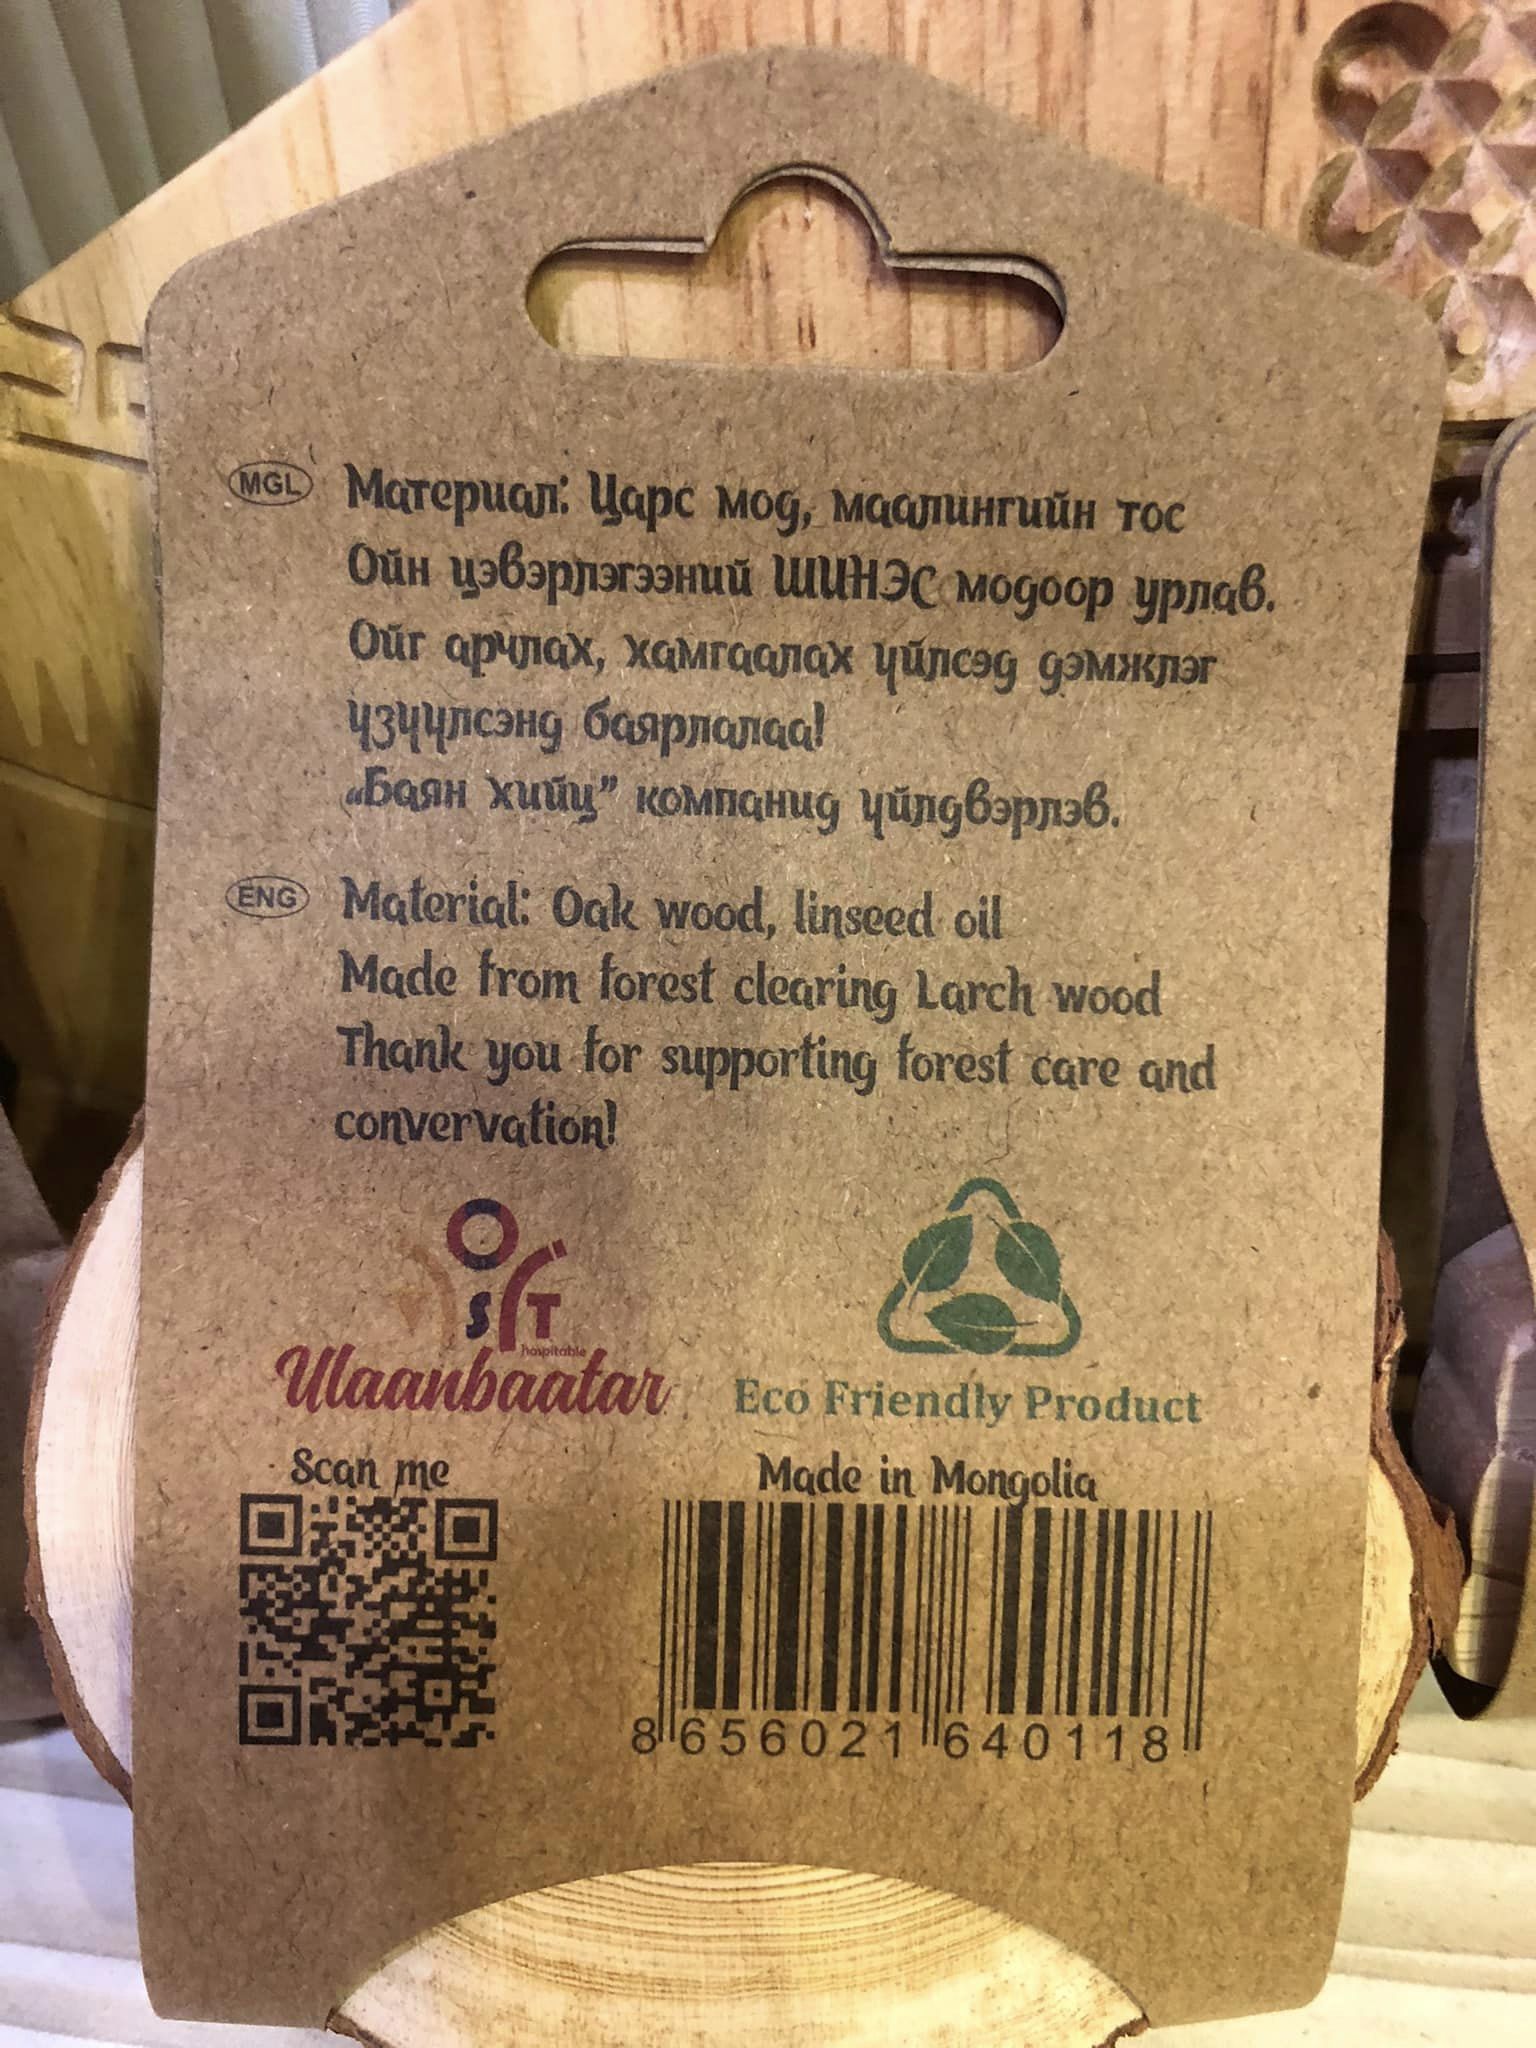 MGL Материал: Царс мод, маалингийн тос
Ойн цэвэрлэгээний ШИНЭС модоор урлав.
Ойг арчлах, хамгаалах үйлсэд дэмжлэг
үзүүлсэнд баярлалаа!
„Баян хийц” компанид үйлдвэрлэв.
ENG Material: Oak wood, linseed oil
Made from forest clearing Larch wood
Thank you for supporting forest care and
convervation!
hospitable
Ulaanbaatar
Eco Friendly Product
Scan me
Made in Mongolia
8 656021 640118